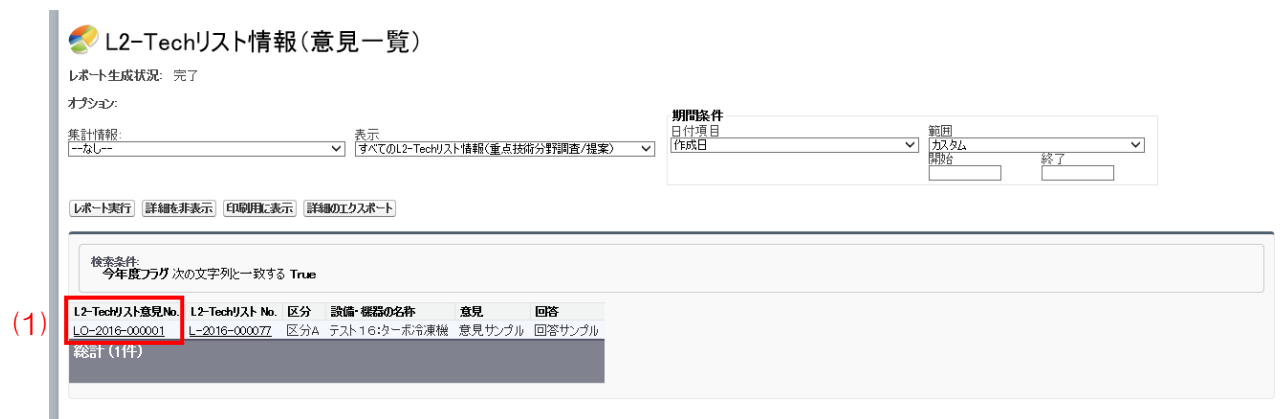 L2-Techリスト情報(意見一覧)
レポート生成状況: 完了
オプション:
集計情報:
--なし--
表示
すべてのL2-Techリスト情報(重点技術分野調査/提案)
期間条件
日付項目
作成日
範囲
カスタム
開始 終了
レポート実行 詳細を非表示 印刷用に表示 詳細のエクスポート
検索条件:
今年度フラグ 次の文字列と一致する True
L2-Techリスト意見No. L2-Techリスト No. 区分 設備・機器の名称 意見 回答
(1)
LO-2016-000001 L-2016-000077 区分A テスト16:ターボ冷凍機 意見サンプル 回答サンプル
総計 (1件)